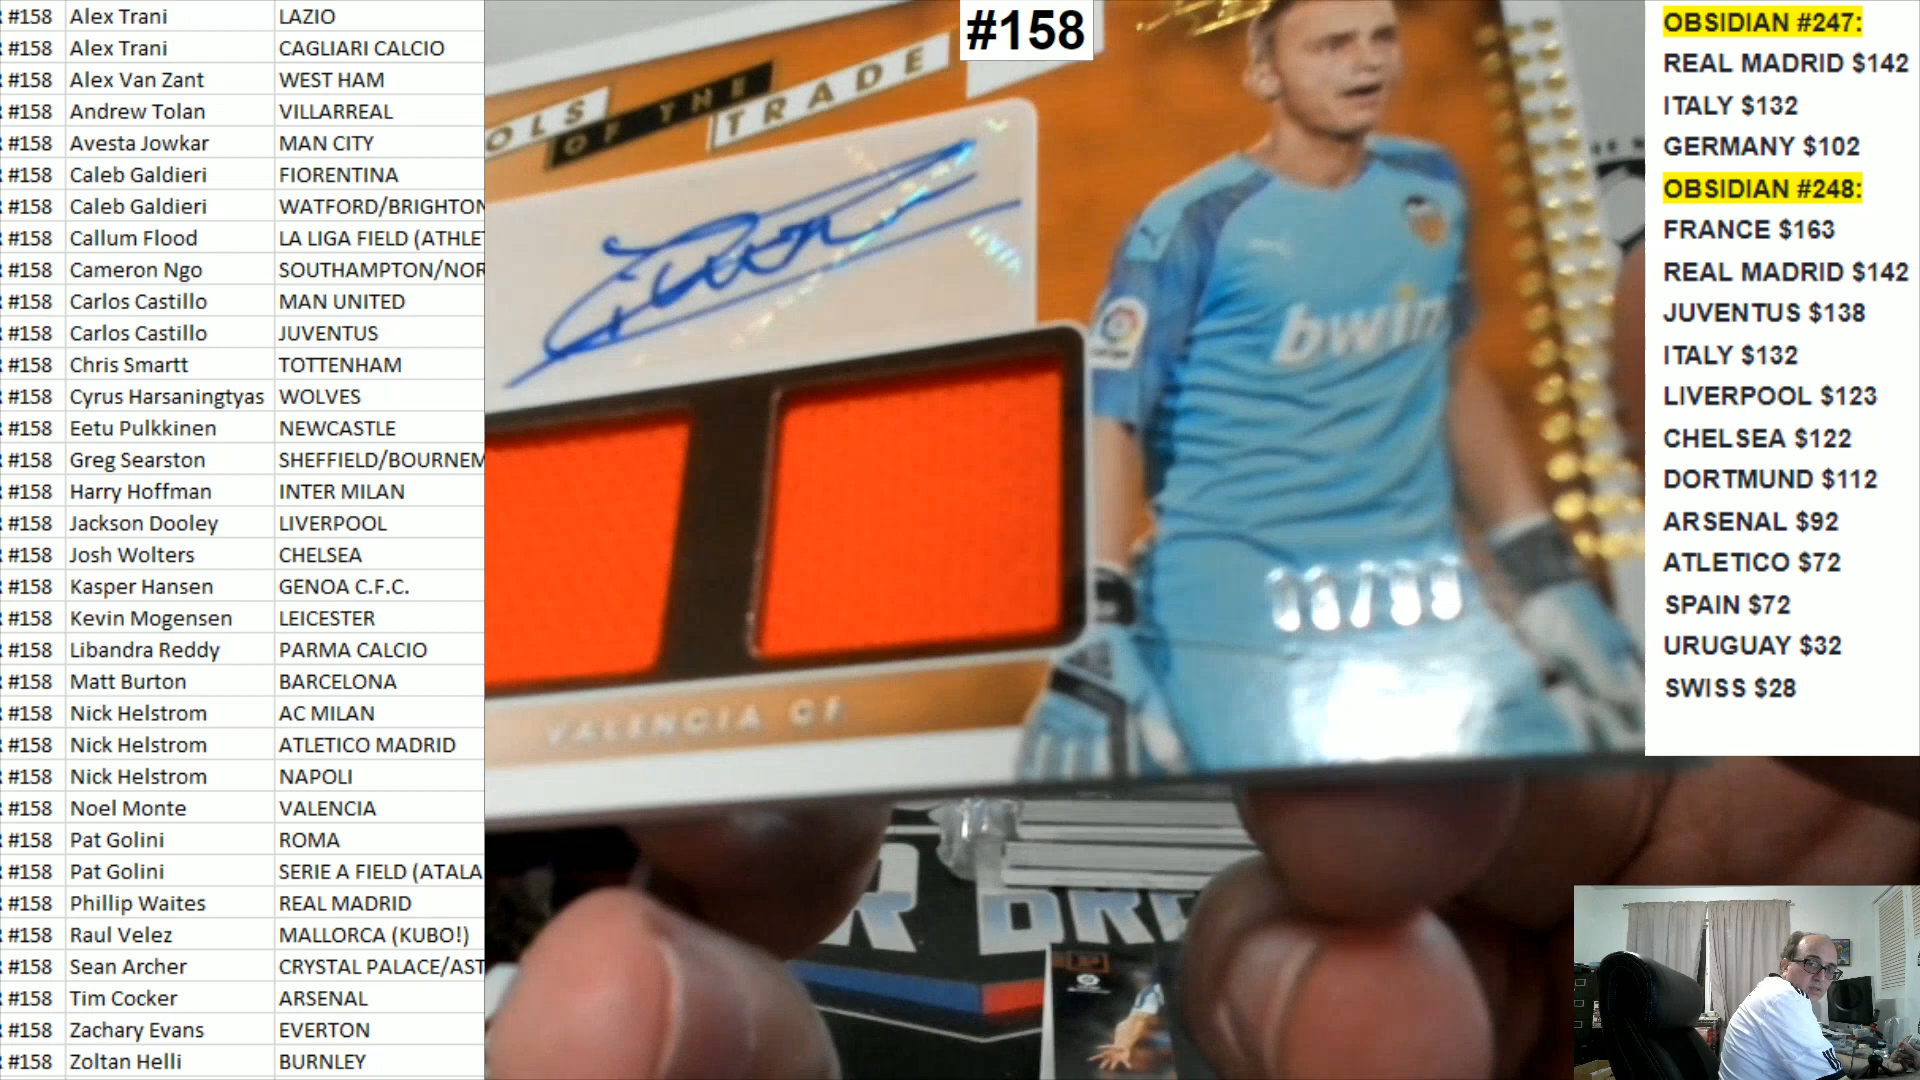 #158 Alex Trani LAZIO
#158 Alex Trani CAGLIARI CALCIO
#158 Alex Van Zant WEST HAM
#158 Andrew Tolan VILLARREAL
#158 Avesta Jowkar MAN CITY
#158 Caleb Galdieri FIORENTINA
#158 Caleb Galdieri WATFORD/BRIGHTON
#158 Callum Flood LA LIGA FIELD (ATHLET
#158 Cameron Ngo SOUTHAMPTON/NOR
#158 Carlos Castillo MAN UNITED
#158 Carlos Castillo JUVENTUS
#158 Chris Smartt TOTTENHAM
#158 Cyrus Harsaningtyas WOLVES
#158 Eetu Pulkkinen NEWCASTLE
#158 Greg Searston SHEFFIELD/BOURNEM
#158 Harry Hoffman INTER MILAN
#158 Jackson Dooley LIVERPOOL
#158 Josh Wolters CHELSEA
#158 Kasper Hansen GENOA C.F.C.
#158 Kevin Mogensen LEICESTER
#158 Libandra Reddy PARMA CALCIO
#158 Matt Burton BARCELONA
#158 Nick Helstrom AC MILAN
#158 Nick Helstrom ATLETICO MADRID
#158 Nick Helstrom NAPOLI
#158 Noel Monte VALENCIA
#158 Pat Golini ROMA
#158 Pat Golini SERIE A FIELD (ATALA
#158 Phillip Waites REAL MADRID
#158 Raul Velez MALLORCA (KUBO!)
#158 Sean Archer CRYSTAL PALACE/AST
#158 Tim Cocker ARSENAL
#158 Zachary Evans EVERTON
#158 Zoltan Helli BURNLEY
#158
OLS
OF THE
TRADE
bwin
VALENCIA CF
OBSIDIAN #247:
REAL MADRID $142
ITALY $132
GERMANY $102
OBSIDIAN #248:
FRANCE $163
REAL MADRID $142
JUVENTUS $138
ITALY $132
LIVERPOOL $123
CHELSEA $122
DORTMUND $112
ARSENAL $92
ATLETICO $72
SPAIN $72
URUGUAY $32
SWISS $28